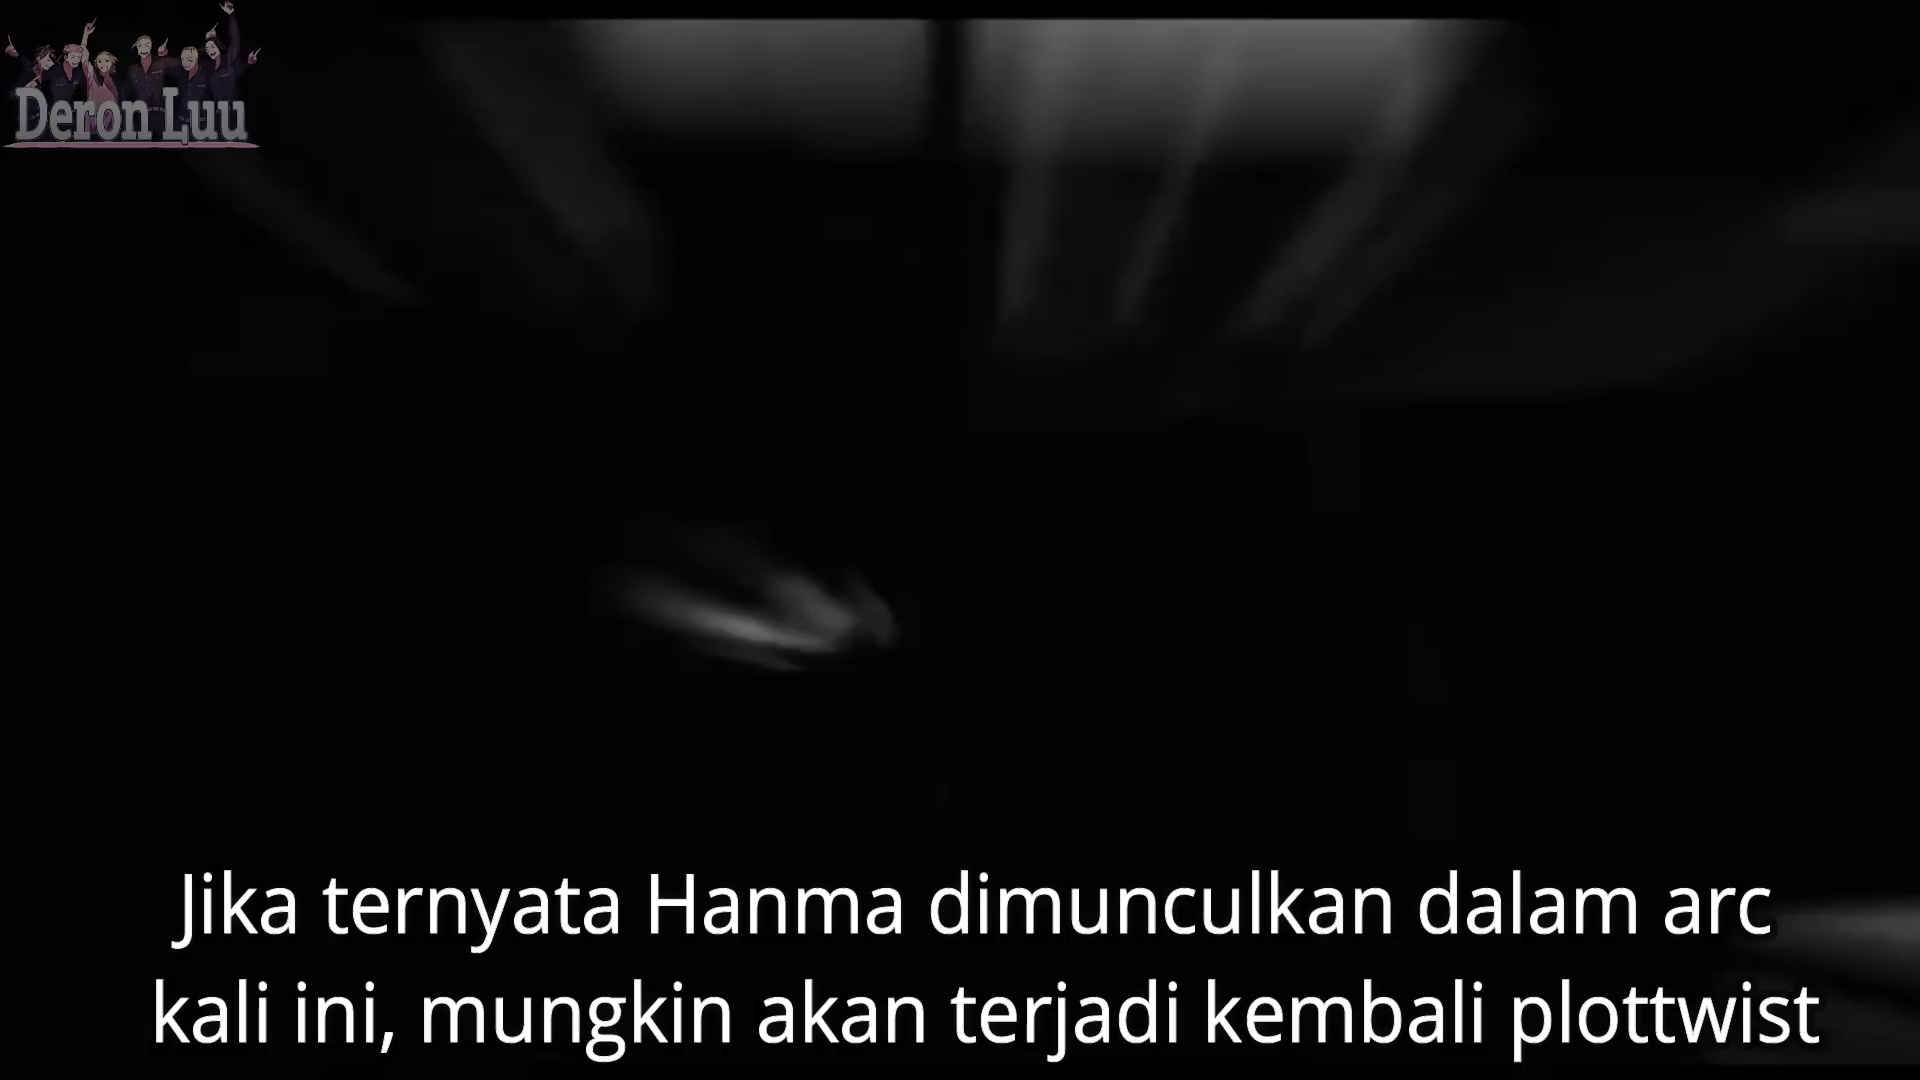 Deron Luu
Jika ternyata Hanma dimunculkan dalam arc
kali ini, mungkin akan terjadi kembali plottwist